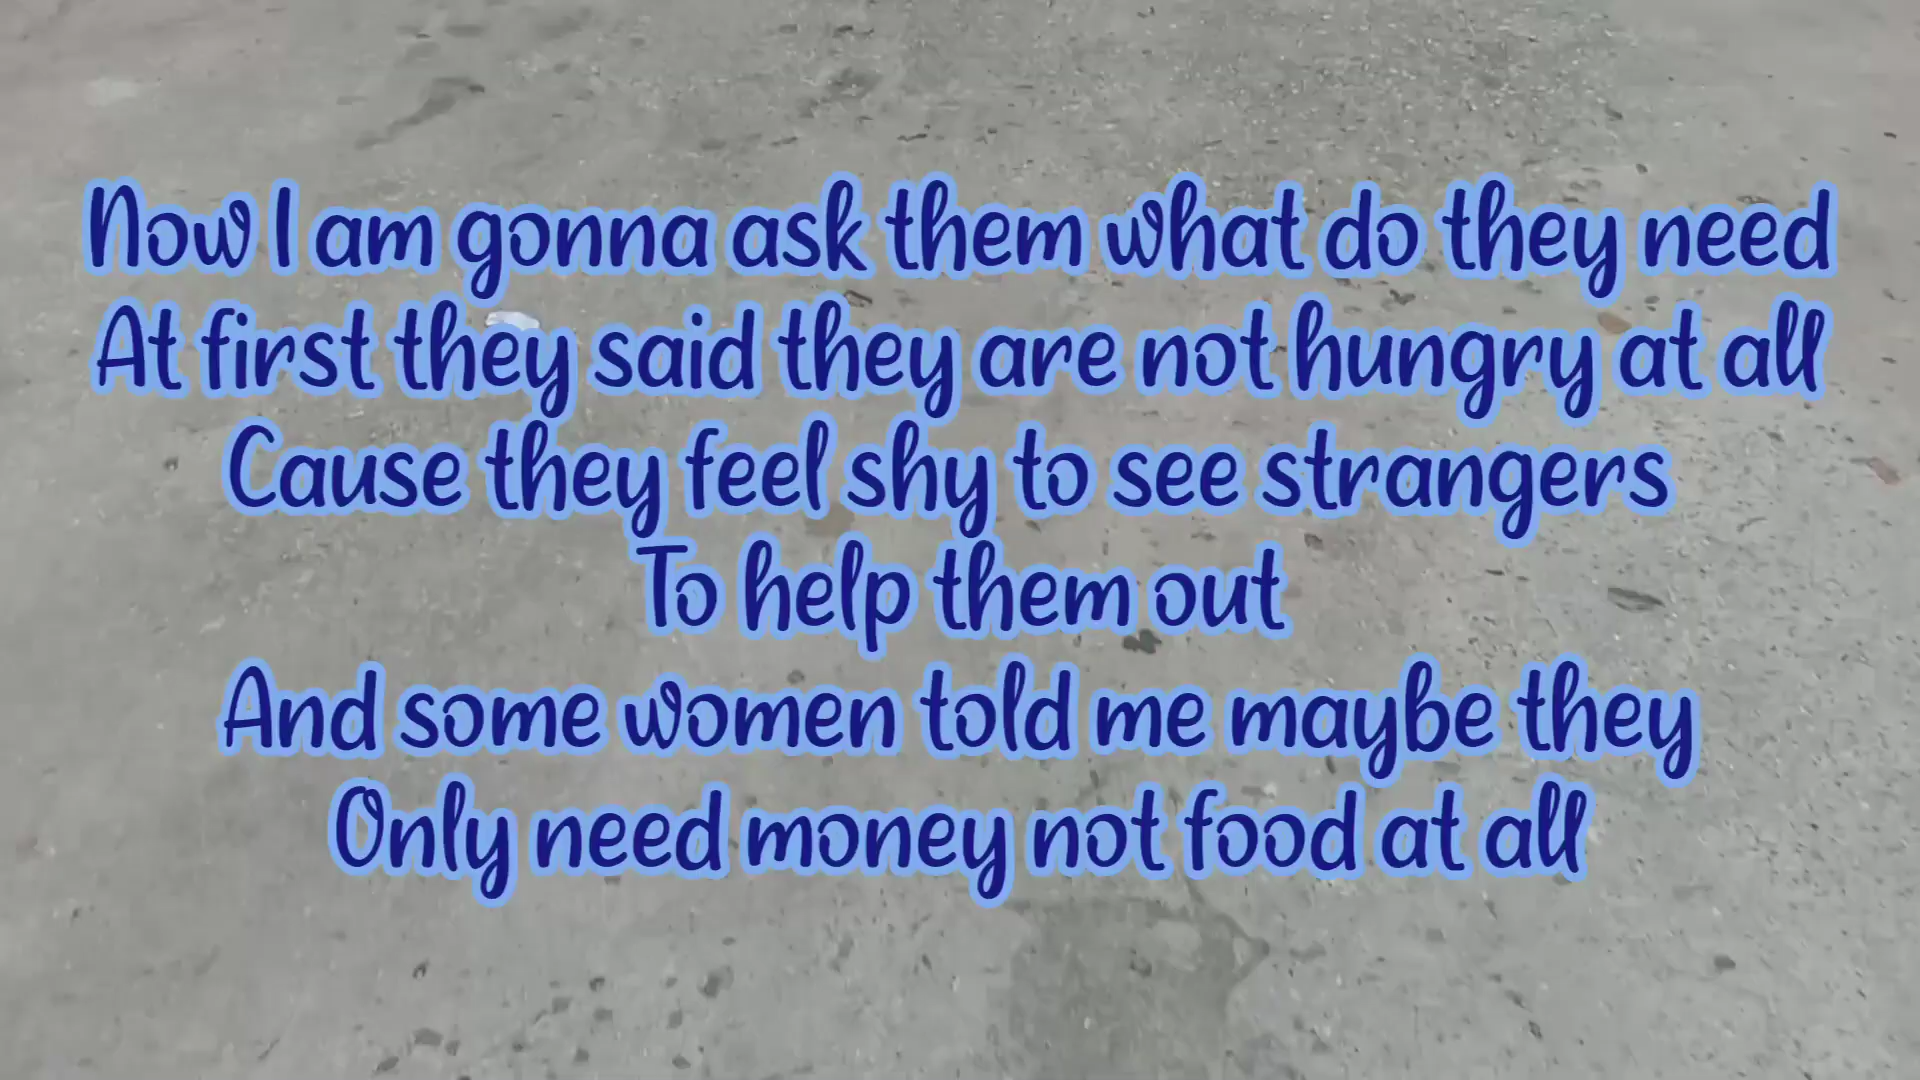 Now I am gonna ask them what do they need
At first they said they are not hungry at all
Cause they feel shy to see strangers
To help them out
And some women told me maybe they
Only need money not food at all